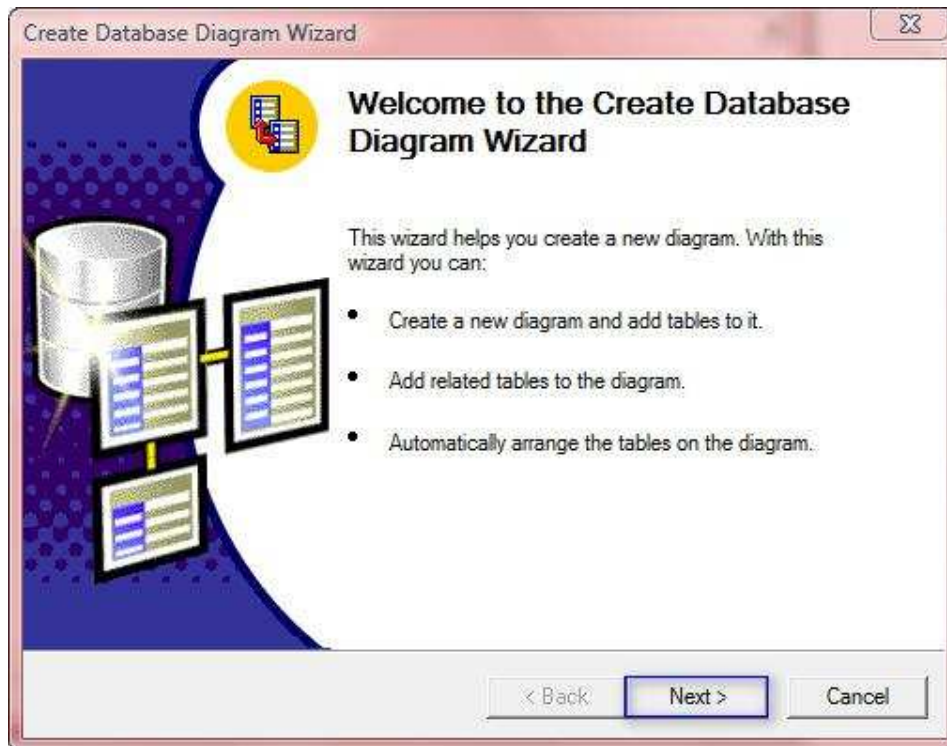 Create Database Diagram Wizard
Welcome to the Create Database
Diagram Wizard
This wizard helps you create a new diagram. With this
wizard you can:
• Create a new diagram and add tables to it.
• Add related tables to the diagram.
• Automatically arrange the tables on the diagram.
< Back Next > Cancel